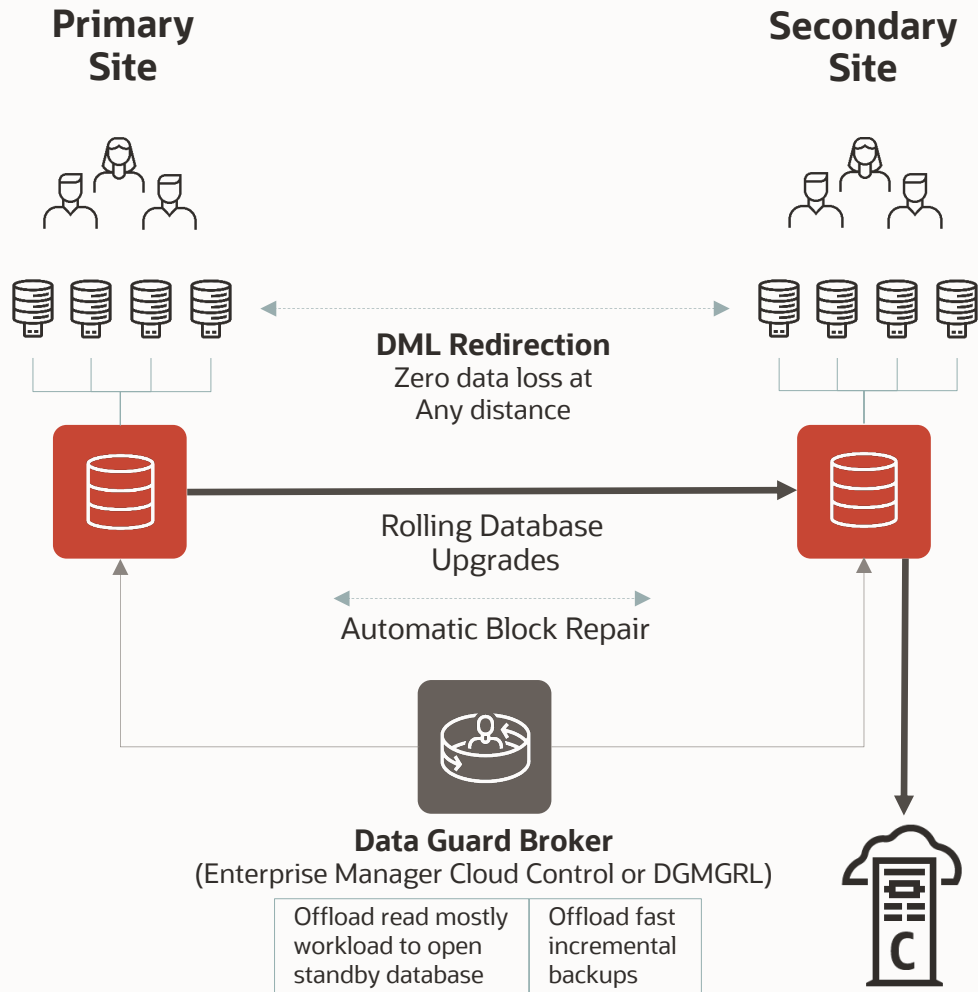 Primary
Site
Secondary
Site
DML Redirection
Zero data loss at
Any distance
Rolling Database
Upgrades
Automatic Block Repair
Data Guard Broker
(Enterprise Manager Cloud Control or DGMGRL)
Offload read mostly
workload to open
standby database
Offload fast
incremental
backups
C